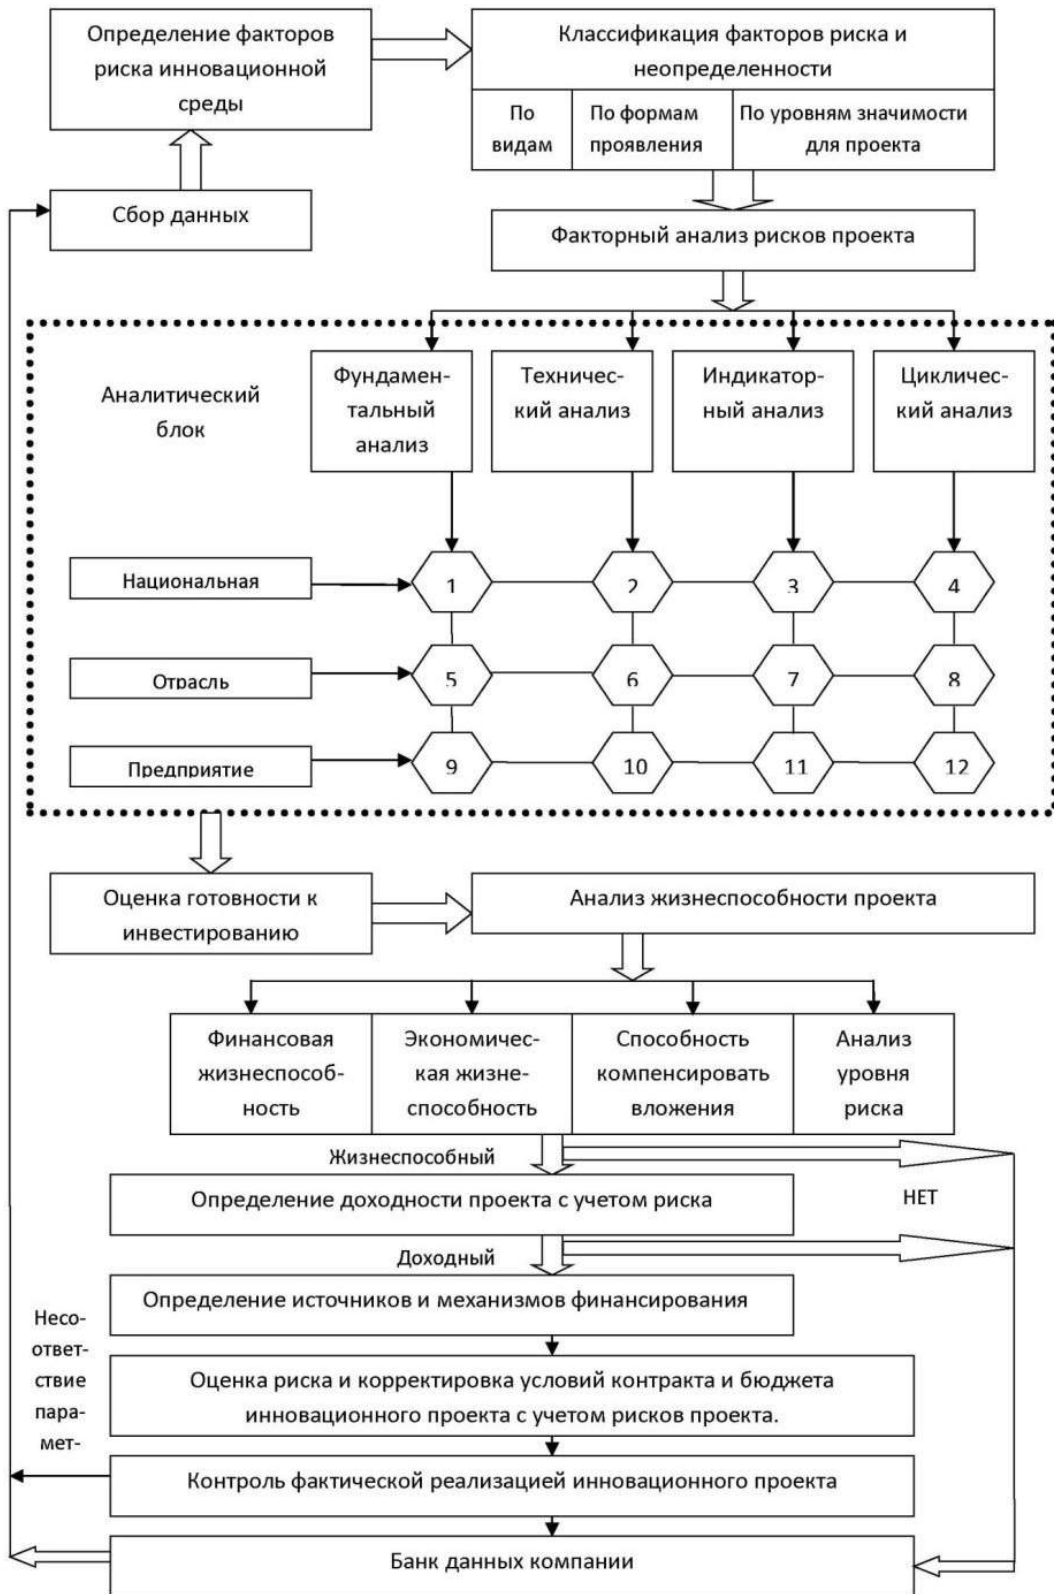 Определение факторов
риска инновационной
среды
Классификация факторов риска и
неопределенности
По
видам
По формам
проявления
По уровням значимости
для проекта
Сбор данных
Факторный анализ рисков проекта
Аналитический
блок
Фундамен-
тальный
анализ
Техничес-
кий анализ
Индикатор-
ный анализ
Цикличес-
кий анализ
Национальная
1
2
3
4
Отрасль
5
6
7
8
Предприятие
9
10
11
12
Оценка готовности к
инвестированию
Анализ жизнеспособности проекта
Финансовая
жизнеспособ-
ность
Экономичес-
кая жизне-
способность
Способность
компенсировать
вложения
Анализ
уровня
риска
Жизнеспособный
Определение доходности проекта с учетом риска
НЕТ
Доходный
Определение источников и механизмов финансирования
Несо-
ответ-
ствие
пара-
мет-
Оценка риска и корректировка условий контракта и бюджета
инновационного проекта с учетом рисков проекта.
Контроль фактической реализацией инновационного проекта
Банк данных компании